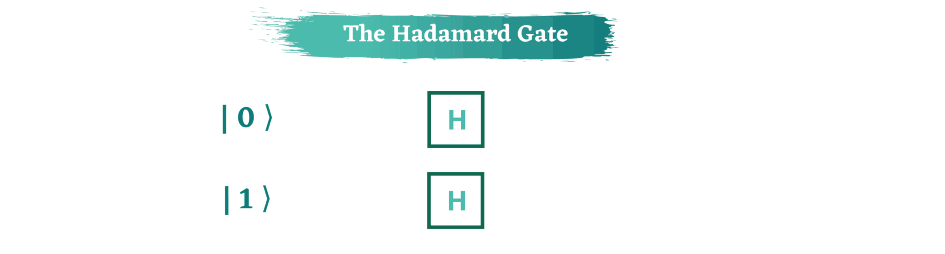 The Hadamard Gate
| 0 ⟩ H
| 1 ⟩ H